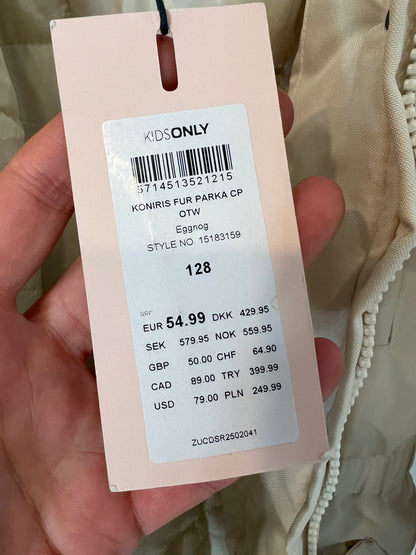 KIDSONLY
5714513521215
KONIRIS FUR PARKA CP
OTW
Eggnog
STYLE NO. 15183159
128
GRF
EUR 54.99 DKK 429.95
SEK 579.95 NOK 559.95
GBP 50.00 CHF 64.90
CAD 89.00 TRY 399.99
USD 79.00 PLN 249.99
ZUCDSR2502041